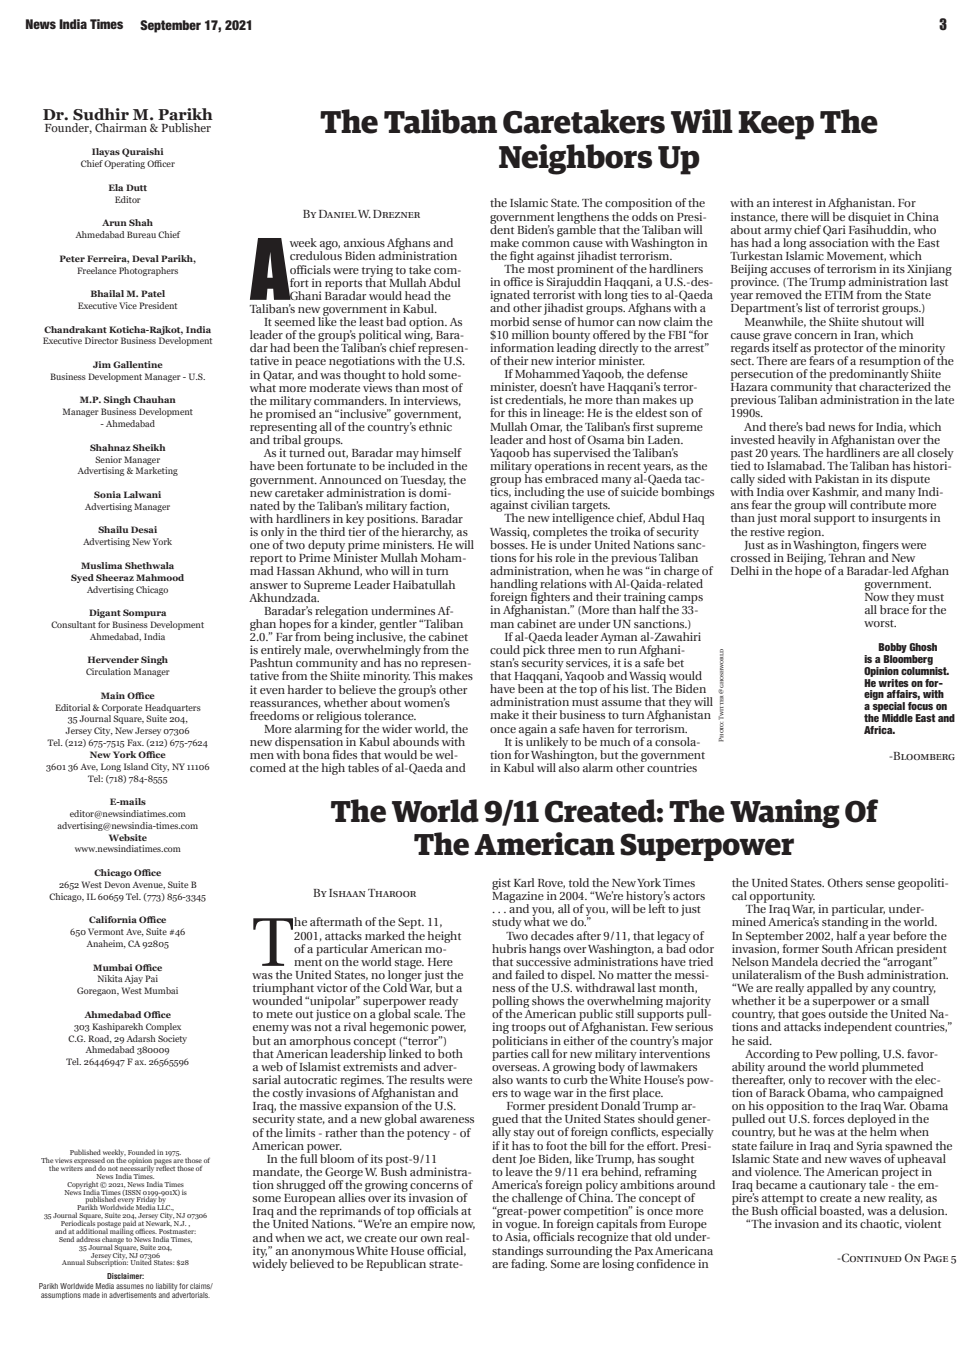 News India Times September 17, 2021 3
Dr. Sudhir M. Parikh
Founder, Chairman & Publisher
Ilayas Quraishi
Chief Operating Officer
Ela Dutt
Editor
Arun Shah
Ahmedabad Bureau Chief
Peter Ferreira, Deval Parikh,
Freelance Photographers
Bhailal M. Patel
Executive Vice President
Chandrakant Koticha-Rajkot, India
Executive Director Business Development
Jim Gallentine
Business Development Manager - U.S.
M.P. Singh Chauhan
Manager Business Development
- Ahmedabad
Shahnaz Sheikh
Senior Manager
Advertising & Marketing
Sonia Lalwani
Advertising Manager
Shailu Desai
Advertising New York
Muslima Shethwala
Syed Sheeraz Mahmood
Advertising Chicago
Digant Sompura
Consultant for Business Development
Ahmedabad, India
Hervender Singh
Circulation Manager
Main Office
Editorial & Corporate Headquarters
35 Journal Square, Suite 204,
Jersey City, New Jersey 07306
Tel. (212) 675-7515 Fax. (212) 675-7624
New York Office
3601 36 Ave, Long Island City, NY 11106
Tel: (718) 784-8555
E-mails
editor@newsindiatimes.com
advertising@newsindia-times.com
Website
www.newsindiatimes.com
Chicago Office
2652 West Devon Avenue, Suite B
Chicago, IL 60659 Tel. (773) 856-3345
California Office
650 Vermont Ave, Suite #46
Anaheim, CA 92805
Mumbai Office
Nikita Ajay Pai
Goregaon, West Mumbai
Ahmedabad Office
303 Kashiparekh Complex
C.G. Road, 29 Adarsh Society
Ahmedabad 380009
Tel. 26446947 F ax. 26565596
Published weekly, Founded in 1975.
The views expressed on the opinion pages are those of
the writers and do not necessarily reflect those of
News India Times.
Copyright © 2021, News India Times
News India Times (ISSN 0199-901X) is
published every Friday by
Parikh Worldwide Media LLC.,
35 Journal Square, Suite 204, Jersey City, NJ 07306
Periodicals postage paid at Newark, N.J. ,
and at additional mailing offices. Postmaster:
Send address change to News India Times,
35 Journal Square, Suite 204,
Jersey City, NJ 07306
Annual Subscription: United States: $28
Disclaimer:
Parikh Worldwide Media assumes no liability for claims/
assumptions made in advertisements and advertorials.
The Taliban Caretakers Will Keep The
Neighbors Up
By Daniel W. Drezner
A week ago, anxious Afghans and
credulous Biden administration
officials were trying to take com-
fort in reports that Mullah Abdul
Ghani Baradar would head the
Taliban's new government in Kabul.
It seemed like the least bad option. As
leader of the group's political wing, Bara-
dar had been the Taliban's chief represen-
tative in peace negotiations with the U.S.
in Qatar, and was thought to hold some-
what more moderate views than most of
the military commanders. In interviews,
he promised an "inclusive" government,
representing all of the country's ethnic
and tribal groups.
As it turned out, Baradar may himself
have been fortunate to be included in the
government. Announced on Tuesday, the
new caretaker administration is domi-
nated by the Taliban's military faction,
with hardliners in key positions. Baradar
is only in the third tier of the hierarchy, as
one of two deputy prime ministers. He will
report to Prime Minister Mullah Moham-
mad Hassan Akhund, who will in turn
answer to Supreme Leader Haibatullah
Akhundzada.
Baradar's relegation undermines Af-
ghan hopes for a kinder, gentler "Taliban
2.0." Far from being inclusive, the cabinet
is entirely male, overwhelmingly from the
Pashtun community and has no represen-
tative from the Shiite minority. This makes
it even harder to believe the group's other
reassurances, whether about women's
freedoms or religious tolerance.
More alarming for the wider world, the
new dispensation in Kabul abounds with
men with bona fides that would be wel-
comed at the high tables of al-Qaeda and
the Islamic State. The composition of the
government lengthens the odds on Presi-
dent Biden's gamble that the Taliban will
make common cause with Washington in
the fight against jihadist terrorism.
The most prominent of the hardliners
in office is Sirajuddin Haqqani, a U.S.-des-
ignated terrorist with long ties to al-Qaeda
and other jihadist groups. Afghans with a
morbid sense of humor can now claim the
$10 million bounty offered by the FBI "for
information leading directly to the arrest"
of their new interior minister.
If Mohammed Yaqoob, the defense
minister, doesn't have Haqqani's terror-
ist credentials, he more than makes up
for this in lineage: He is the eldest son of
Mullah Omar, the Taliban's first supreme
leader and host of Osama bin Laden.
Yaqoob has supervised the Taliban's
military operations in recent years, as the
group has embraced many al-Qaeda tac-
tics, including the use of suicide bombings
against civilian targets.
The new intelligence chief, Abdul Haq
Wassiq, completes the troika of security
bosses. He is under United Nations sanc-
tions for his role in the previous Taliban
administration, when he was "in charge of
handling relations with Al-Qaida-related
foreign fighters and their training camps
in Afghanistan." (More than half the 33-
man cabinet are under UN sanctions.)
If al-Qaeda leader Ayman al-Zawahiri
could pick three men to run Afghani-
stan's security services, it is a safe bet
that Haqqani, Yaqoob and Wassiq would
have been at the top of his list. The Biden
administration must assume that they will
make it their business to turn Afghanistan
once again a safe haven for terrorism.
It is unlikely to be much of a consola-
tion for Washington, but the government
in Kabul will also alarm other countries
with an interest in Afghanistan. For
instance, there will be disquiet in China
about army chief Qari Fasihuddin, who
has had a long association with the East
Turkestan Islamic Movement, which
Beijing accuses of terrorism in its Xinjiang
province. (The Trump administration last
year removed the ETIM from the State
Department's list of terrorist groups.)
Meanwhile, the Shiite shutout will
cause grave concern in Iran, which
regards itself as protector of the minority
sect. There are fears of a resumption of the
persecution of the predominantly Shiite
Hazara community that characterized the
previous Taliban administration in the late
1990s.
And there's bad news for India, which
invested heavily in Afghanistan over the
past 20 years. The hardliners are all closely
tied to Islamabad. The Taliban has histori-
cally sided with Pakistan in its dispute
with India over Kashmir, and many Indi-
ans fear the group will contribute more
than just moral support to insurgents in
the restive region.
Just as in Washington, fingers were
crossed in Beijing, Tehran and New
Delhi in the hope of a Baradar-led Afghan
government.
Now they must
all brace for the
worst.
Photo: Twitter @ghoshworld
Bobby Ghosh
is a Bloomberg
Opinion columnist.
He writes on for-
eign affairs, with
a special focus on
the Middle East and
Africa.
-Bloomberg
The World 9/11 Created: The Waning Of
The American Superpower
By Ishaan Tharoor
The aftermath of the Sept. 11,
2001, attacks marked the height
of a particular American mo-
ment on the world stage. Here
was the United States, no longer just the
triumphant victor of the Cold War, but a
wounded "unipolar" superpower ready
to mete out justice on a global scale. The
enemy was not a rival hegemonic power,
but an amorphous concept ("terror")
that American leadership linked to both
a web of Islamist extremists and adver-
sarial autocratic regimes. The results were
the costly invasions of Afghanistan and
Iraq, the massive expansion of the U.S.
security state, and a new global awareness
of the limits - rather than the potency - of
American power.
In the full bloom of its post-9/11
mandate, the George W. Bush administra-
tion shrugged off the growing concerns of
some European allies over its invasion of
Iraq and the reprimands of top officials at
the United Nations. "We're an empire now,
and when we act, we create our own real-
ity," an anonymous White House official,
widely believed to be Republican strate-
gist Karl Rove, told the New York Times
Magazine in 2004. "We're history's actors
. . . and you, all of you, will be left to just
study what we do."
Two decades after 9/11, that legacy of
hubris hangs over Washington, a bad odor
that successive administrations have tried
and failed to dispel. No matter the messi-
ness of the U.S. withdrawal last month,
polling shows the overwhelming majority
of the American public still supports pull-
ing troops out of Afghanistan. Few serious
politicians in either of the country's major
parties call for new military interventions
overseas. A growing body of lawmakers
also wants to curb the White House's pow-
ers to wage war in the first place.
Former president Donald Trump ar-
gued that the United States should gener-
ally stay out of foreign conflicts, especially
if it has to foot the bill for the effort. Presi-
dent Joe Biden, like Trump, has sought
to leave the 9/11 era behind, reframing
America's foreign policy ambitions around
the challenge of China. The concept of
"great-power competition" is once more
in vogue. In foreign capitals from Europe
to Asia, officials recognize that old under-
standings surrounding the Pax Americana
are fading. Some are losing confidence in
the United States. Others sense geopoliti-
cal opportunity.
The Iraq War, in particular, under-
mined America's standing in the world.
In September 2002, half a year before the
invasion, former South African president
Nelson Mandela decried the "arrogant"
unilateralism of the Bush administration.
"We are really appalled by any country,
whether it be a superpower or a small
country, that goes outside the United Na-
tions and attacks independent countries,"
he said.
According to Pew polling, U.S. favor-
ability around the world plummeted
thereafter, only to recover with the elec-
tion of Barack Obama, who campaigned
on his opposition to the Iraq War. Obama
pulled out U.S. forces deployed in the
country, but he was at the helm when
state failure in Iraq and Syria spawned the
Islamic State and new waves of upheaval
and violence. The American project in
Iraq became a cautionary tale - the em-
pire's attempt to create a new reality, as
the Bush official boasted, was a delusion.
"The invasion and its chaotic, violent
-Continued On Page 5